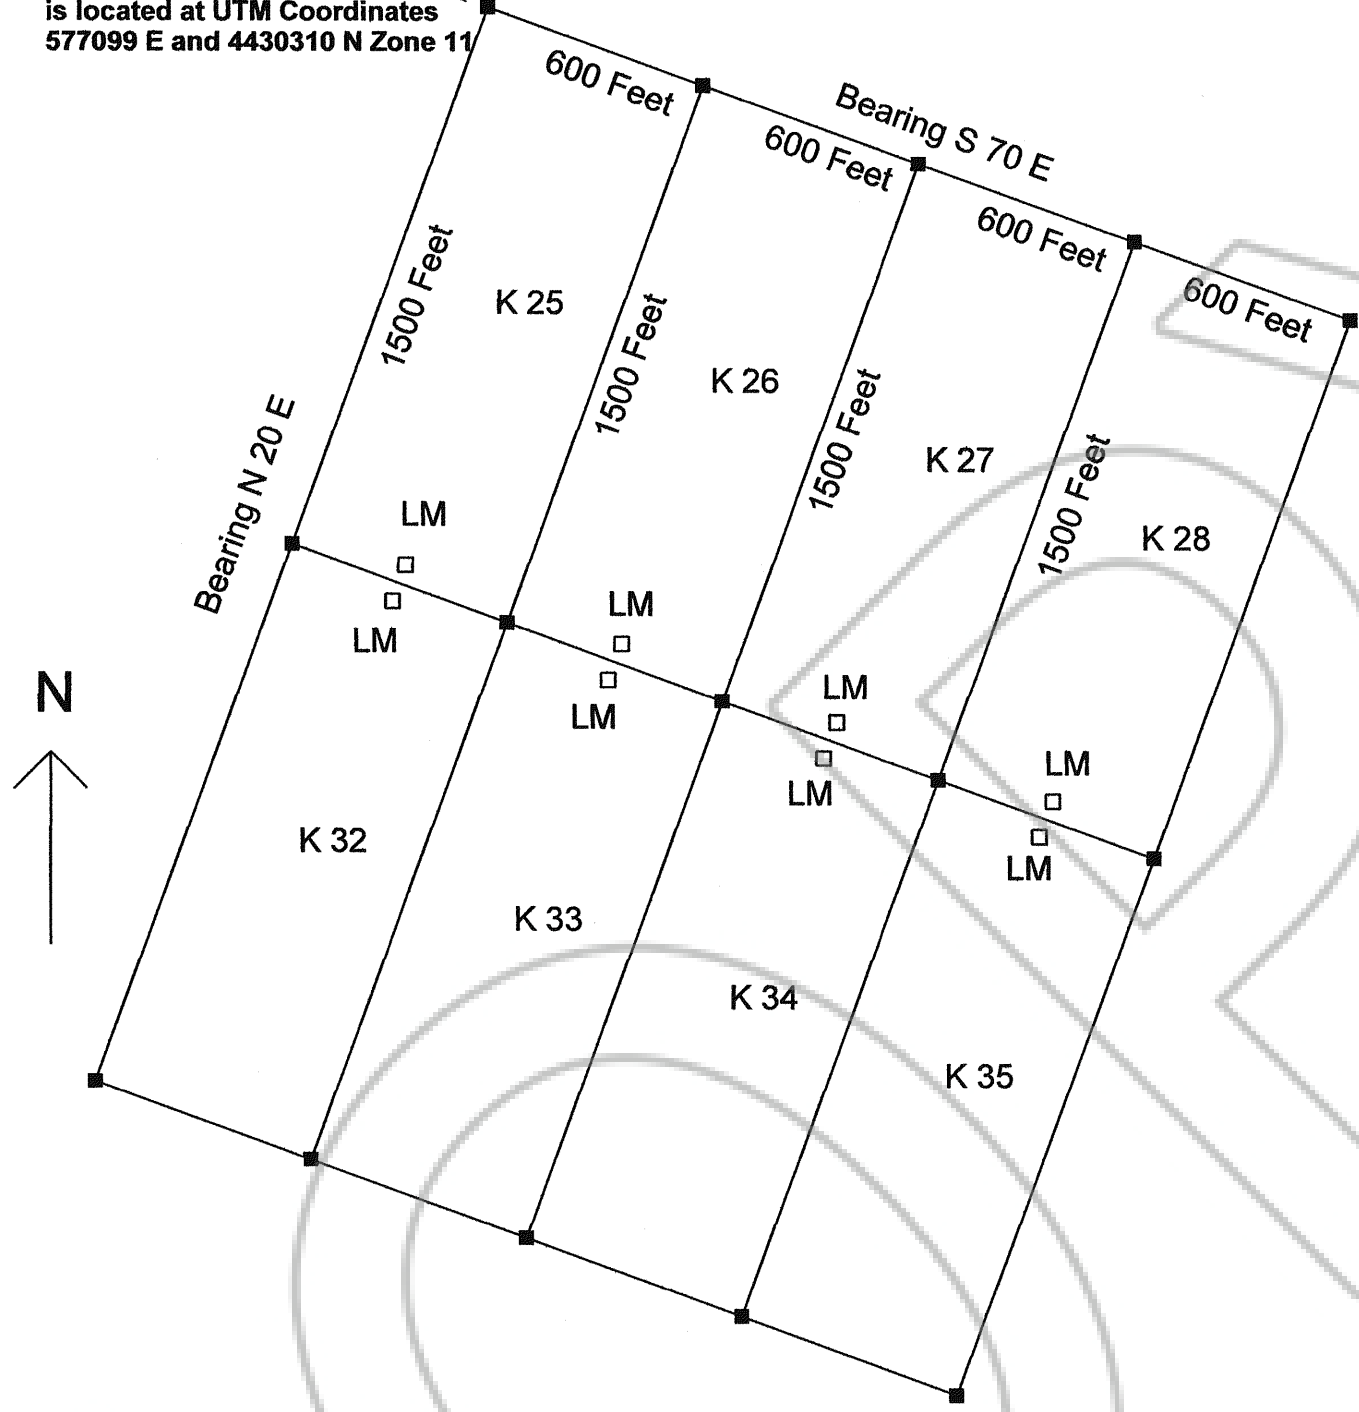 is located at UTM Coordinates
577099 E and 4430310 N Zone 11
600 Feet
Bearing S 70 E
600 Feet
600 Feet
600 Feet
1500 Feet
K 25
1500 Feet
K 26
1500 Feet
K 27
1500 Feet
K 28
Bearing N 20 E
LM
LM
LM
LM
LM
LM
LM
LM
N
K 32
K 33
K 34
K 35